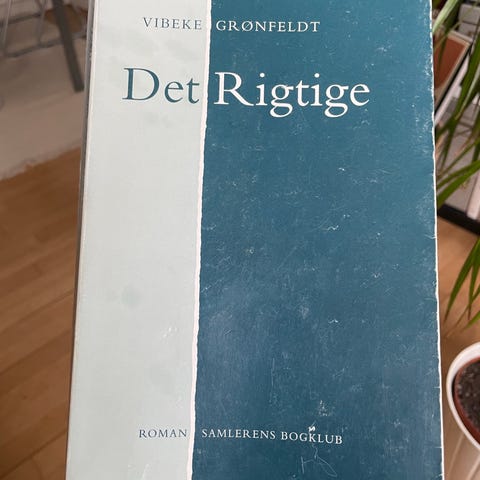 VIBEKE GRØNFELDT
Det Rigtige
ROMAN / SAMLERENS BOGKLUB